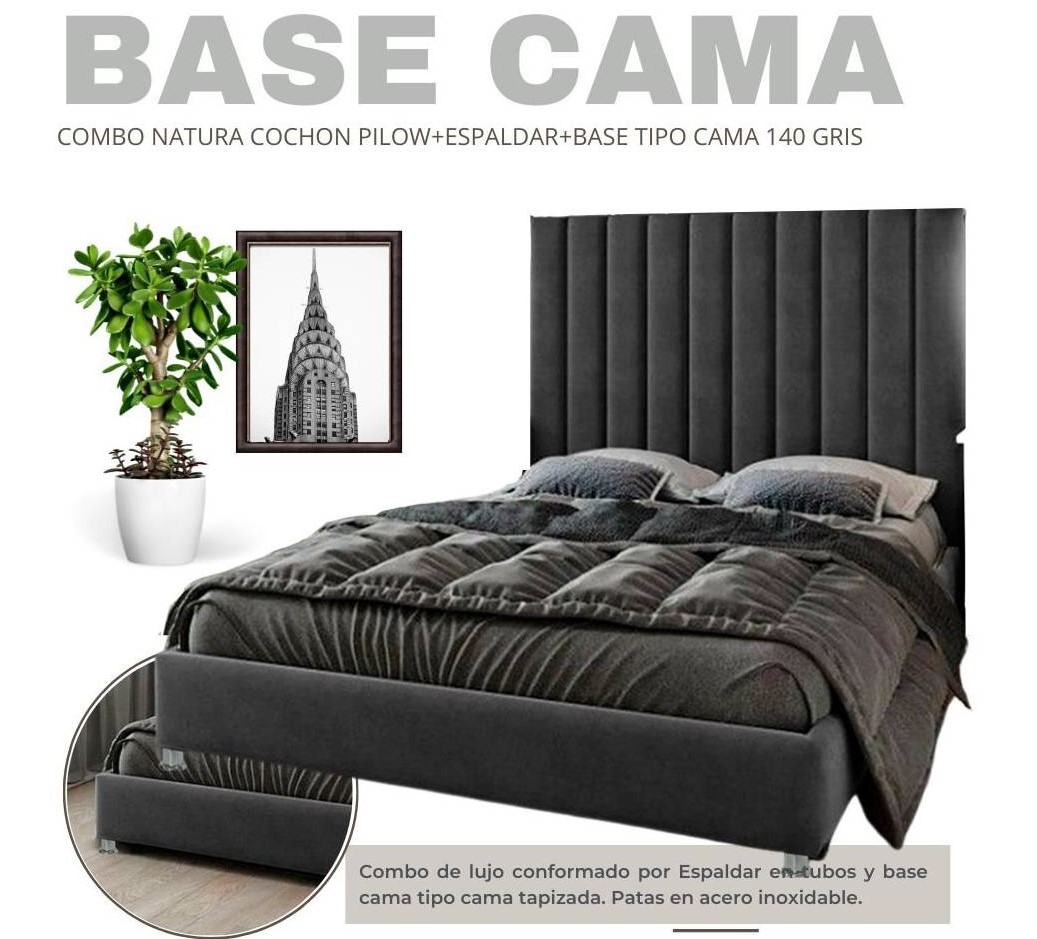 BASE CAMA
COMBO NATURA COCHON PILOW+ESPALDAR+BASE TIPO CAMA 140 GRIS
Combo de lujo conformado por Espaldar en tubos y base
cama tipo cama tapizada. Patas en acero inoxidable.